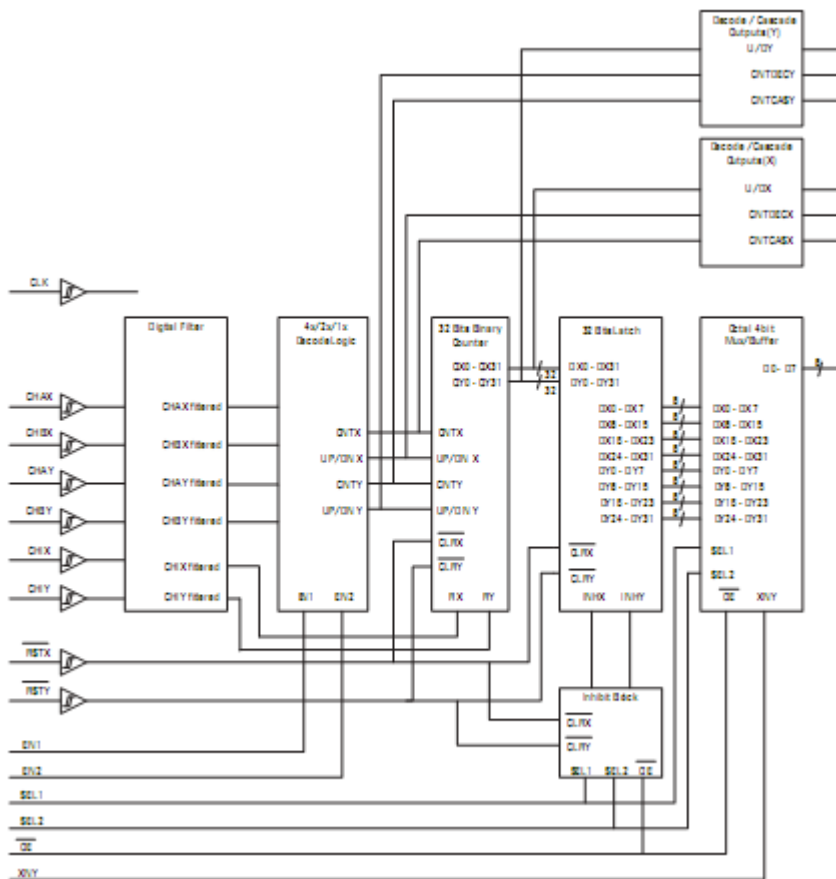 Decode / Cascade
Outputs(Y)
U/DY
CNTDECY
CNTCASY
Decode / Cascade
Outputs(X)
U/DX
CNTDECX
CNTCASX
CLK
Digital Filter
CHAX filtered
CHBX filtered
CHAY filtered
CHBY filtered
CHIX filtered
CHIY filtered
4x/2x/1x
Decode Logic
CNTX
UP/DN X
CNTY
UP/DN Y
EN1
EN2
32 Bits Binary
Counter
DX0 - DX31
DY0 - DY31
CNTX
UP/DN X
CNTY
UP/DN Y
CLRX
CLRY
RX
RY
32
32
32 Bits Latch
DX0 - DX31
DY0 - DY31
DX0 - DX7
DX8 - DX15
DX16 - DX23
DX24 - DX31
DY0 - DY7
DY8 - DY15
DY16 - DY23
DY24 - DY31
CLRX
CLRY
INHX
INHY
8
8
8
8
8
8
8
8
Octal 4bit
Mux/Buffer
D0 - D7
8
DX0 - DX7
DX8 - DX15
DX16 - DX23
DX24 - DX31
DY0 - DY7
DY8 - DY15
DY16 - DY23
DY24 - DY31
SEL1
SEL2
OE
XNY
CHAX
CHBX
CHAY
CHBY
CHIX
CHIY
RSTX
RSTY
Inhibit Block
CLRX
CLRY
SEL1
SEL2
OE
EN1
EN2
SEL1
SEL2
OE
XNY